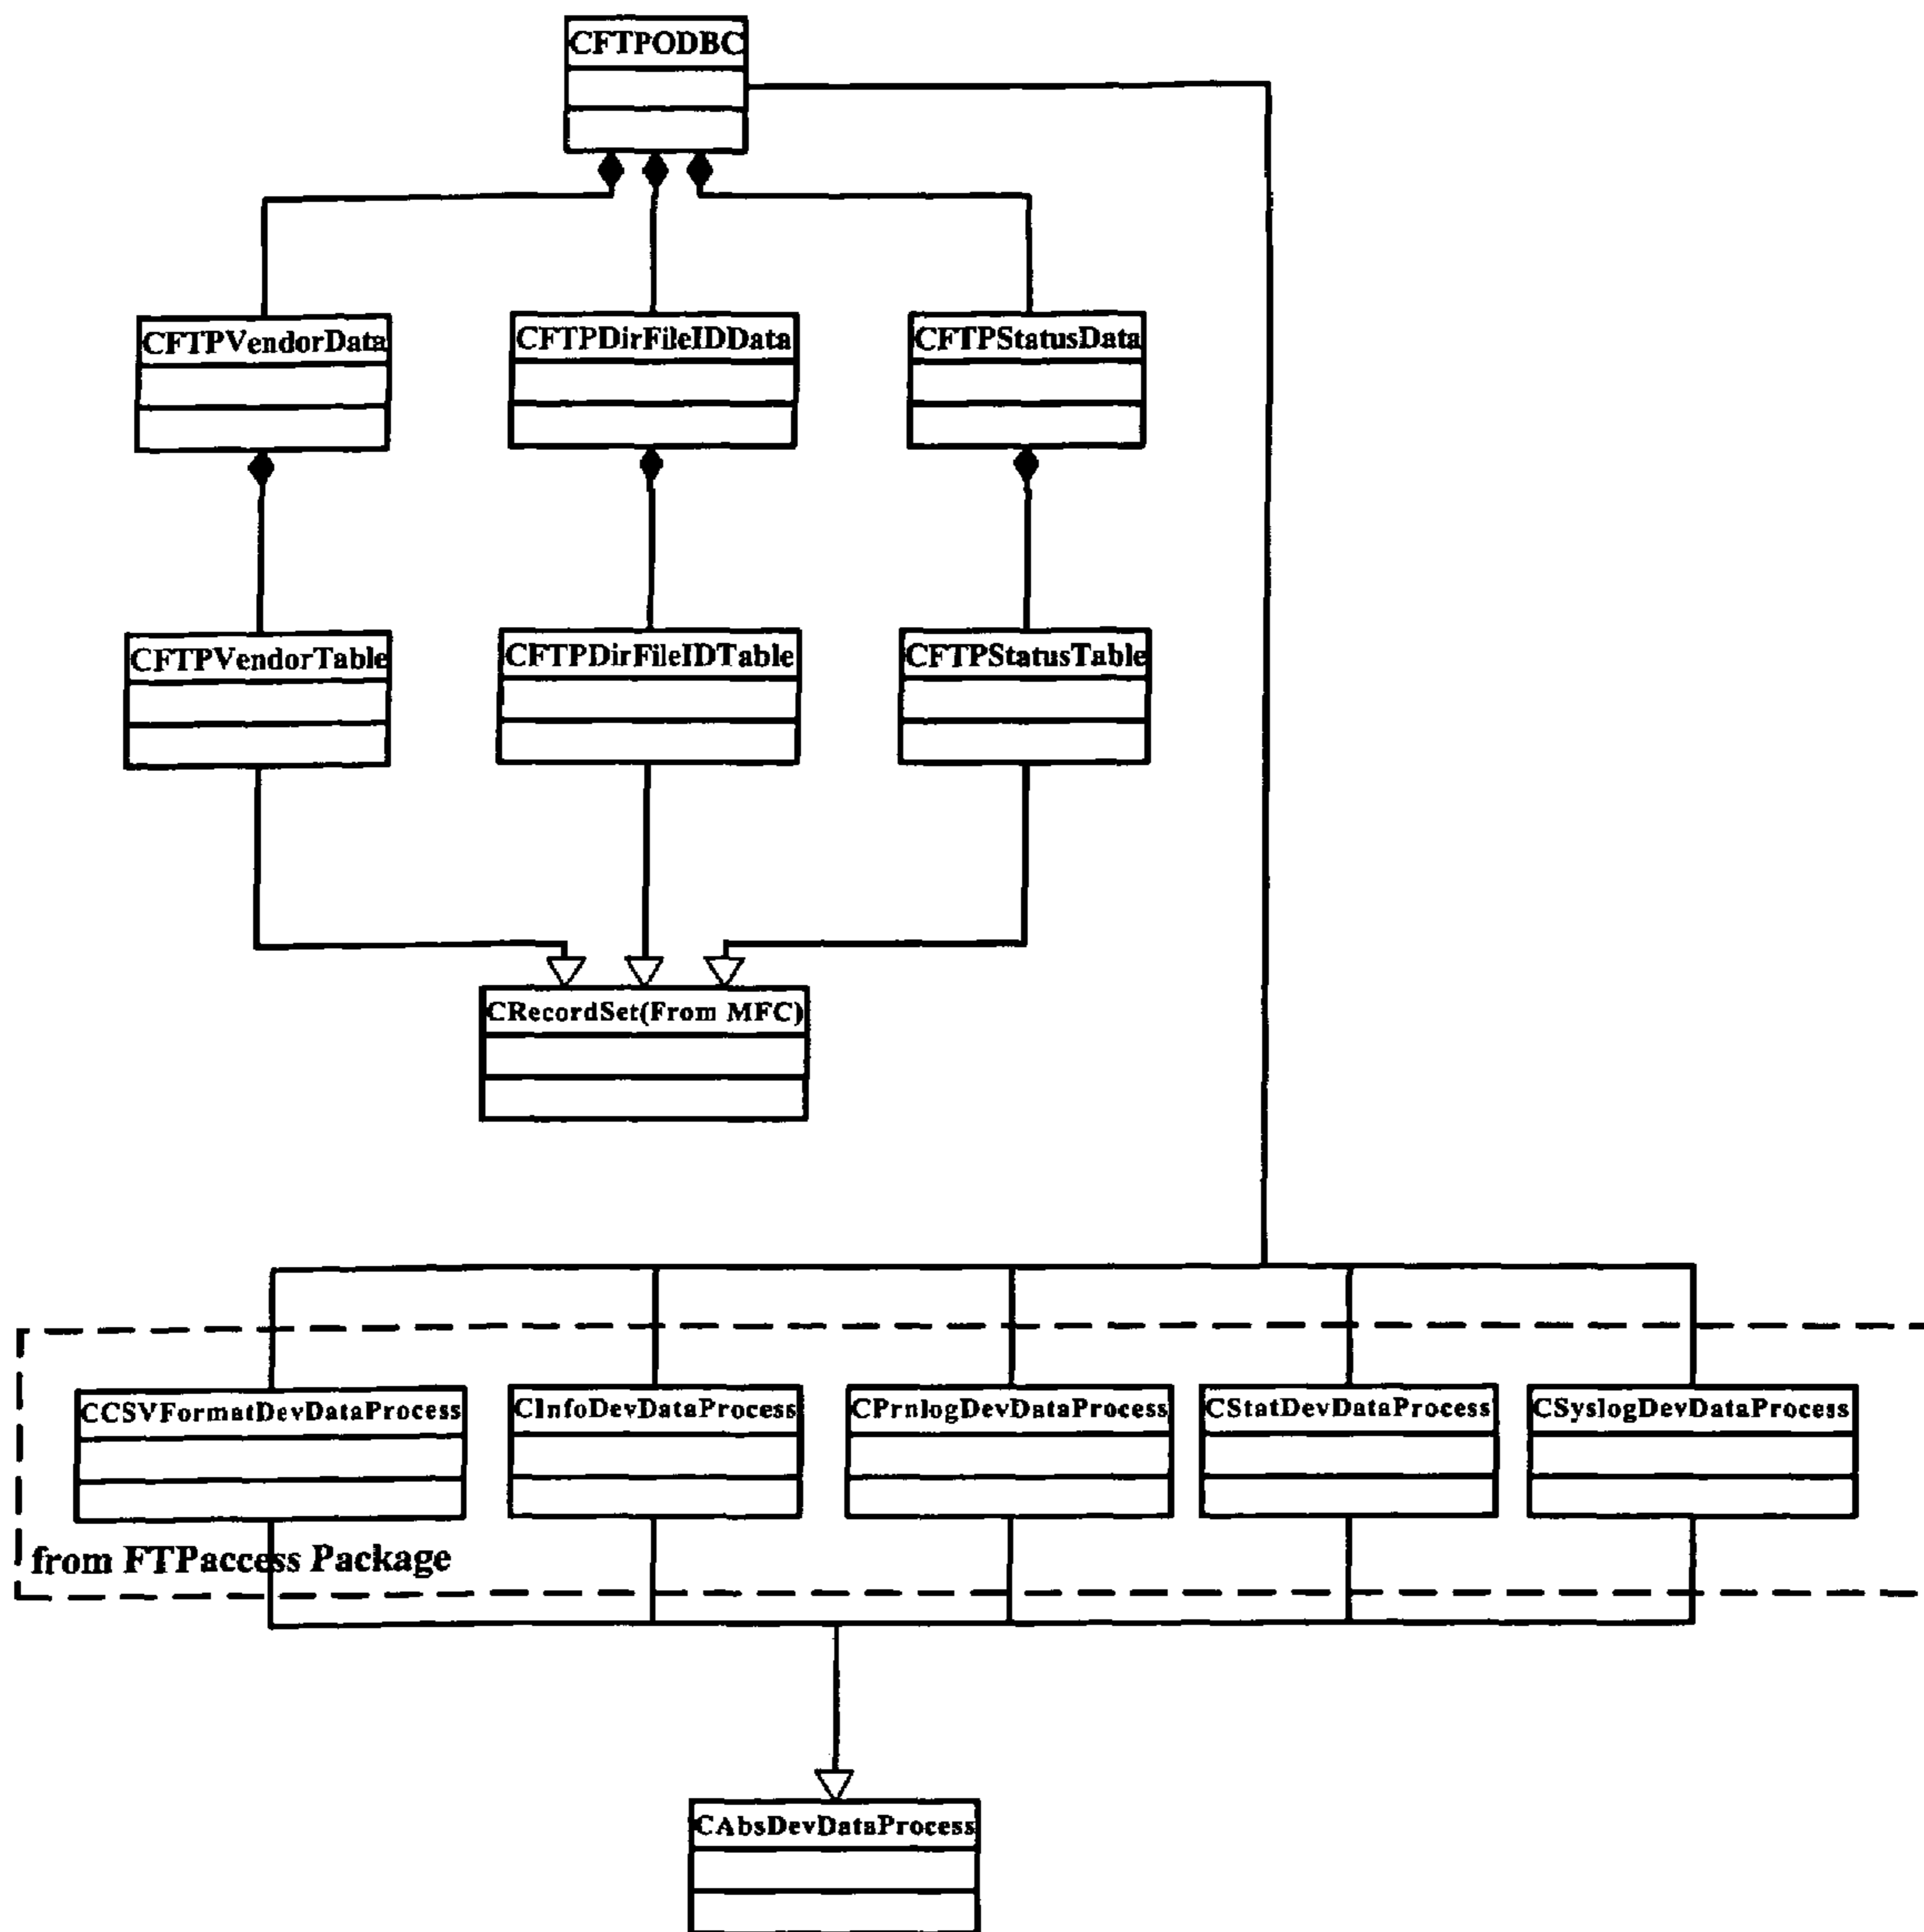 CFTPODBC
CFTPVendorData
CFTPDirFileIDData
CFTPStatusData
CFTPVendorTable
CFTPDirFileIDTable
CFTPStatusTable
CRecordSet(From MFC)
CCSVFormatDevDataProcess
CInfoDevDataProcess
CPrnlogDevDataProcess
CStatDevDataProcess
CSyslogDevDataProcess
from FTPaccess Package
CAbsDevDataProcess